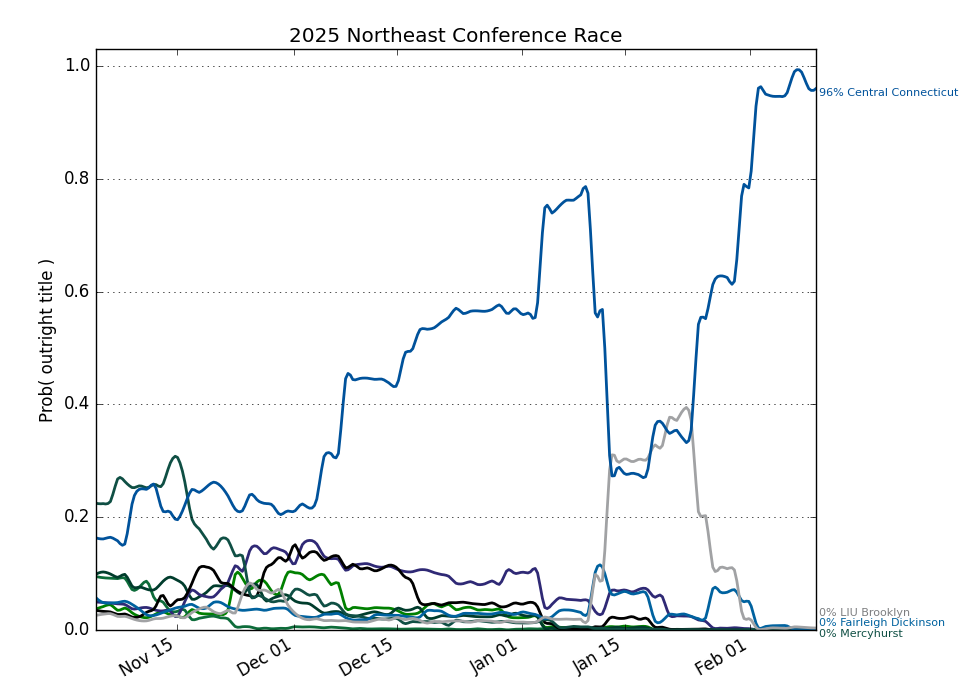 2025 Northeast Conference Race
1.0
0.8
0.6
0.4
0.2
0.0
Prob( outright title )
96% Central Connecticut
0% LIU Brooklyn
0% Fairleigh Dickinson
0% Mercyhurst
Nov 15
Dec 01
Dec 15
Jan 01
Jan 15
Feb 01